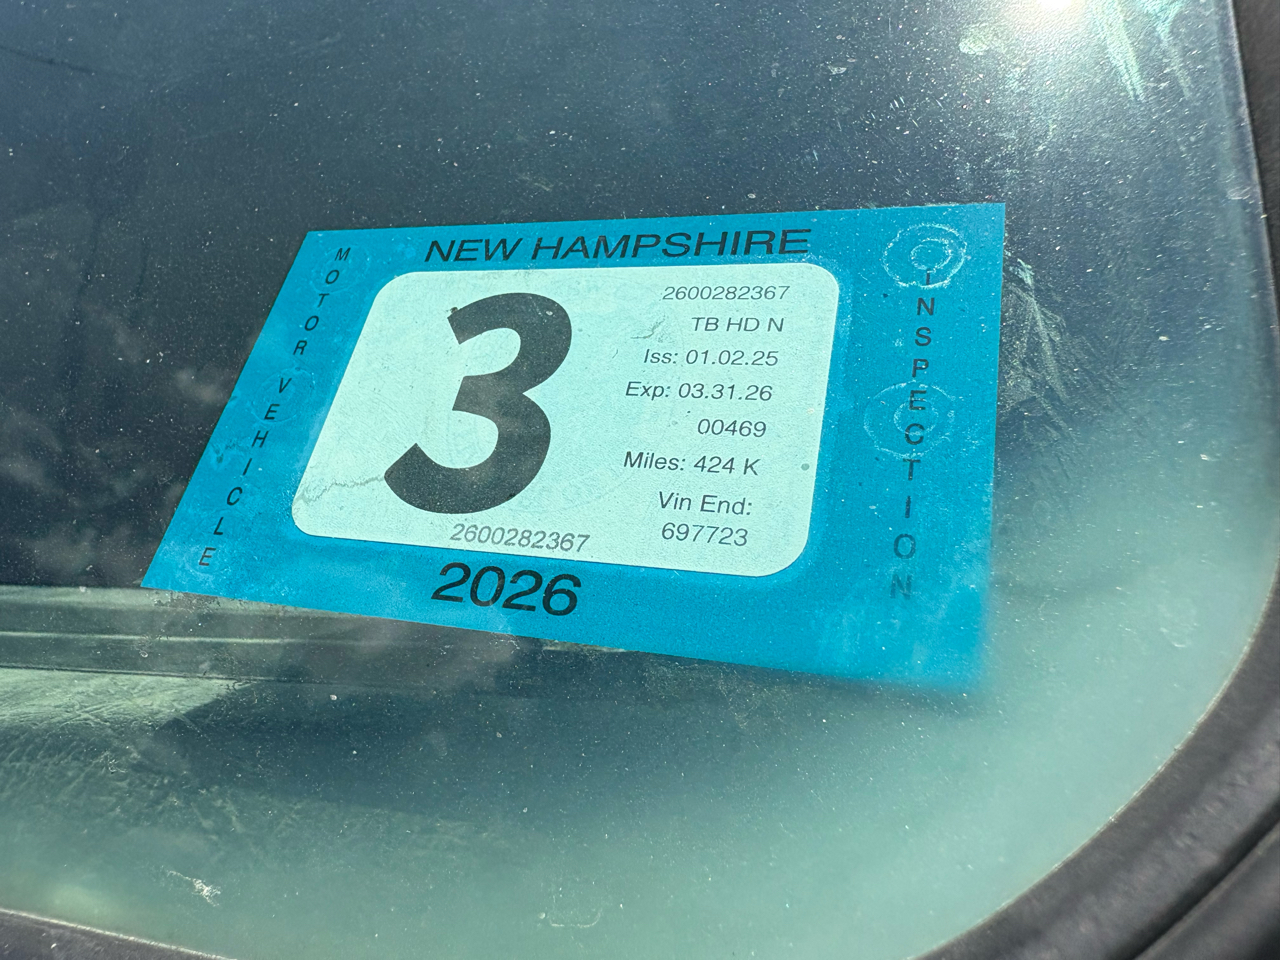 NEW HAMPSHIRE
MOTOR VEHICLE
3
2600282367
TB HD N
Iss: 01.02.25
Exp: 03.31.26
00469
Miles: 424 K
Vin End:
697723
2600282367
2026
INSPECTION